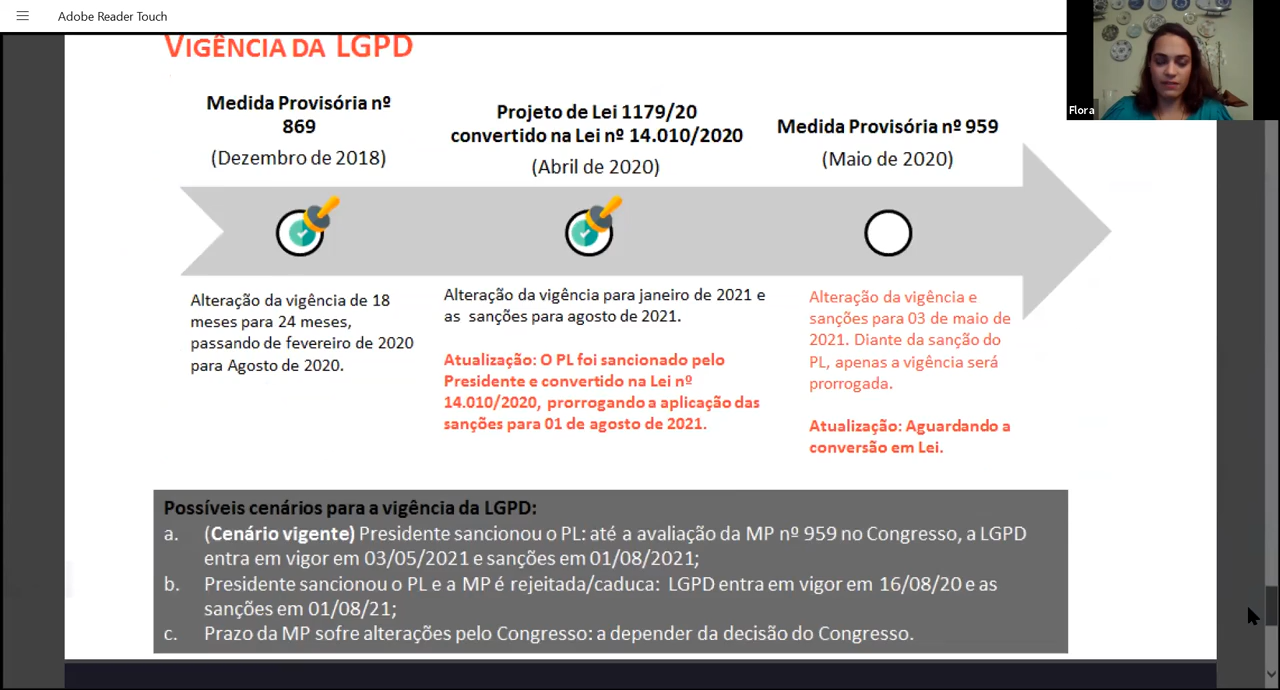 Adobe Reader Touch
VIGÊNCIA DA LGPD
Medida Provisória nº
869
(Dezembro de 2018)
Projeto de Lei 1179/20
convertido na Lei nº 14.010/2020
(Abril de 2020)
Medida Provisória nº 959
(Maio de 2020)
Flora
Alteração da vigência de 18
meses para 24 meses,
passando de fevereiro de 2020
para Agosto de 2020.
Alteração da vigência para janeiro de 2021 e
as sanções para agosto de 2021.
Atualização: O PL foi sancionado pelo
Presidente e convertido na Lei nº
14.010/2020, prorrogando a aplicação das
sanções para 01 de agosto de 2021.
Alteração da vigência e
sanções para 03 de maio de
2021. Diante da sanção do
PL, apenas a vigência será
prorrogada.
Atualização: Aguardando a
conversão em Lei.
Possíveis cenários para a vigência da LGPD:
a. (Cenário vigente) Presidente sancionou o PL: até a avaliação da MP nº 959 no Congresso, a LGPD
entra em vigor em 03/05/2021 e sanções em 01/08/2021;
b. Presidente sancionou o PL e a MP é rejeitada/caduca: LGPD entra em vigor em 16/08/20 e as
sanções em 01/08/21;
c. Prazo da MP sofre alterações pelo Congresso: a depender da decisão do Congresso.